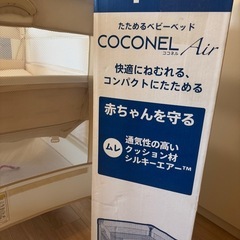 たためるベビーベッド
COCONEL Air
ココネル
快適にねむれる、
コンパクトにたためる
赤ちゃんを守る
ムレ
通気性の高い
クッション材
シルキーエアー™